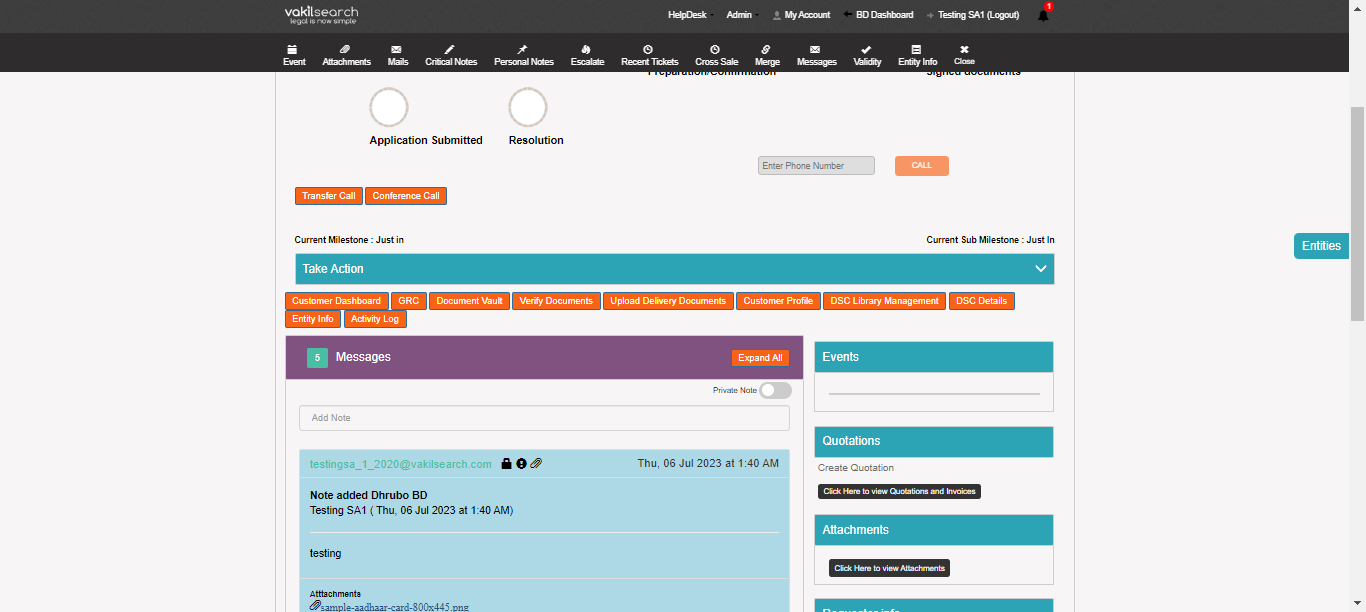 vakilsearch
legal is now simple
HelpDesk
Admin
My Account
BD Dashboard
Testing SA1 (Logout)
1
Event
Attachments
Mails
Critical Notes
Personal Notes
Escalate
Recent Tickets
Cross Sale
Merge
Messages
Validity
Entity Info
Close
Preparation/Confirmation
Signed documents
Application Submitted
Resolution
Enter Phone Number
CALL
Transfer Call
Conference Call
Current Milestone : Just in
Current Sub Milestone : Just In
Entities
Take Action
Customer Dashboard
GRC
Document Vault
Verify Documents
Upload Delivery Documents
Customer Profile
DSC Library Management
DSC Details
Entity Info
Activity Log
5
Messages
Expand All
Private Note
Add Note
testingsa_1_2020@vakilsearch.com
Thu, 06 Jul 2023 at 1:40 AM
Note added Dhrubo BD
Testing SA1 ( Thu, 06 Jul 2023 at 1:40 AM)
testing
Atttachments
sample-aadhaar-card-800x445.png
Events
Quotations
Create Quotation
Click Here to view Quotations and Invoices
Attachments
Click Here to view Attachments
Requester info